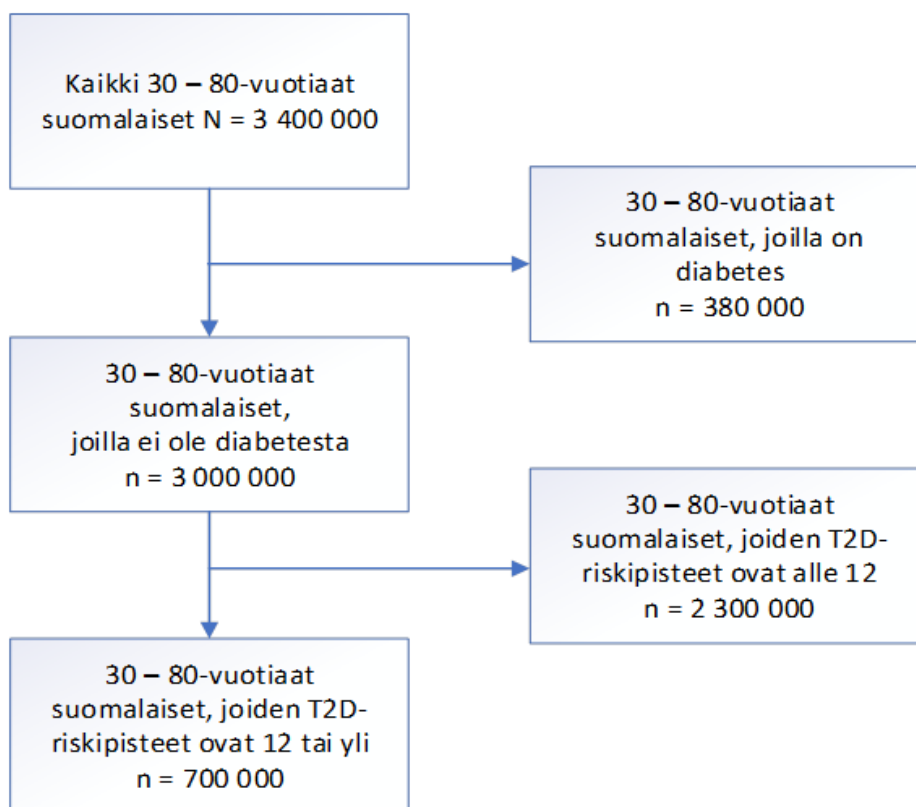 Kaikki 30 – 80-vuotiaat
suomalaiset N = 3 400 000
30 – 80-vuotiaat
suomalaiset, joilla on
diabetes
n = 380 000
30 – 80-vuotiaat
suomalaiset,
joilla ei ole diabetesta
n = 3 000 000
30 – 80-vuotiaat
suomalaiset, joiden T2D-
riskipisteet ovat alle 12
n = 2 300 000
30 – 80-vuotiaat
suomalaiset, joiden T2D-
riskipisteet ovat 12 tai yli
n = 700 000